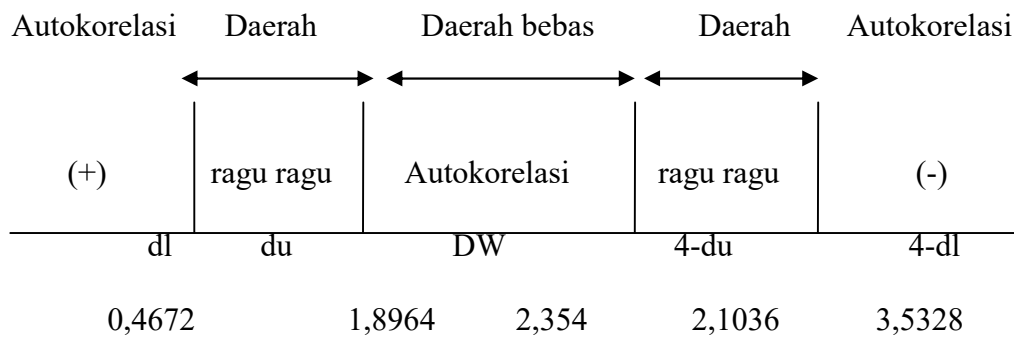 Autokorelasi Daerah Daerah bebas Daerah Autokorelasi
(+) ragu ragu Autokorelasi ragu ragu (-)
dl du DW 4-du 4-dl
0,4672 1,8964 2,354 2,1036 3,5328